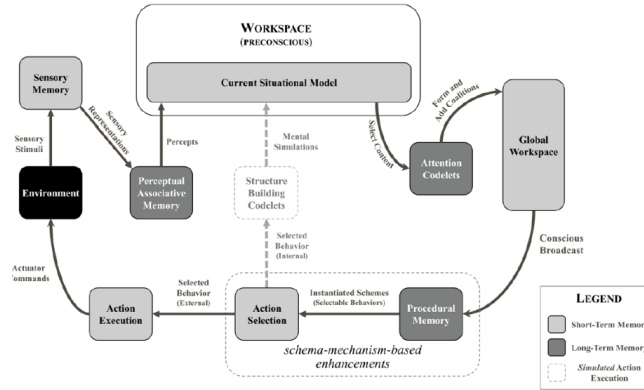 WORKSPACE
(PRECONSCIOUS)
Current Situational Model
Sensory
Memory
Sensory
Representations
Sensory
Stimuli
Percepts
Mental
Simulations
Select Content
Form and
Add Coalitions
Global
Workspace
Attention
Codelets
Environment
Perceptual
Associative
Memory
Structure
Building
Codelets
Conscious
Broadcast
Actuator
Commands
Selected
Behavior
(Internal)
Selected
Behavior
(External)
Instantiated Schemes
(Selectable Behaviors)
Action
Execution
Action
Selection
Procedural
Memory
schema-mechanism-based
enhancements
LEGEND
Short-Term Memor
Long-Term Memory
Simulated Action
Execution